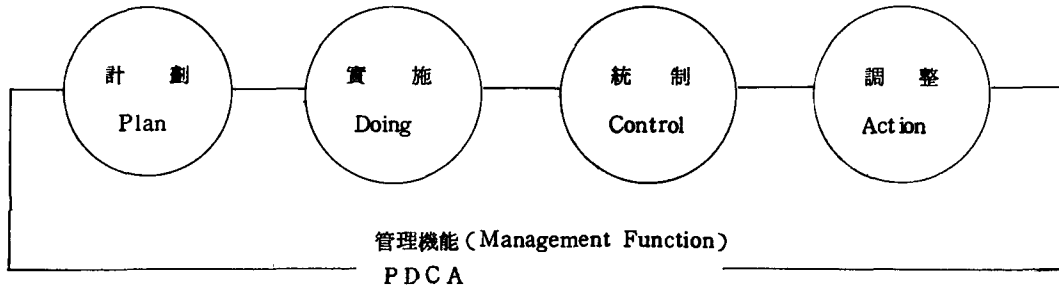 計劃
Plan
實施
Doing
統制
Control
調整
Action
管理機能(Management Function)
PDCA